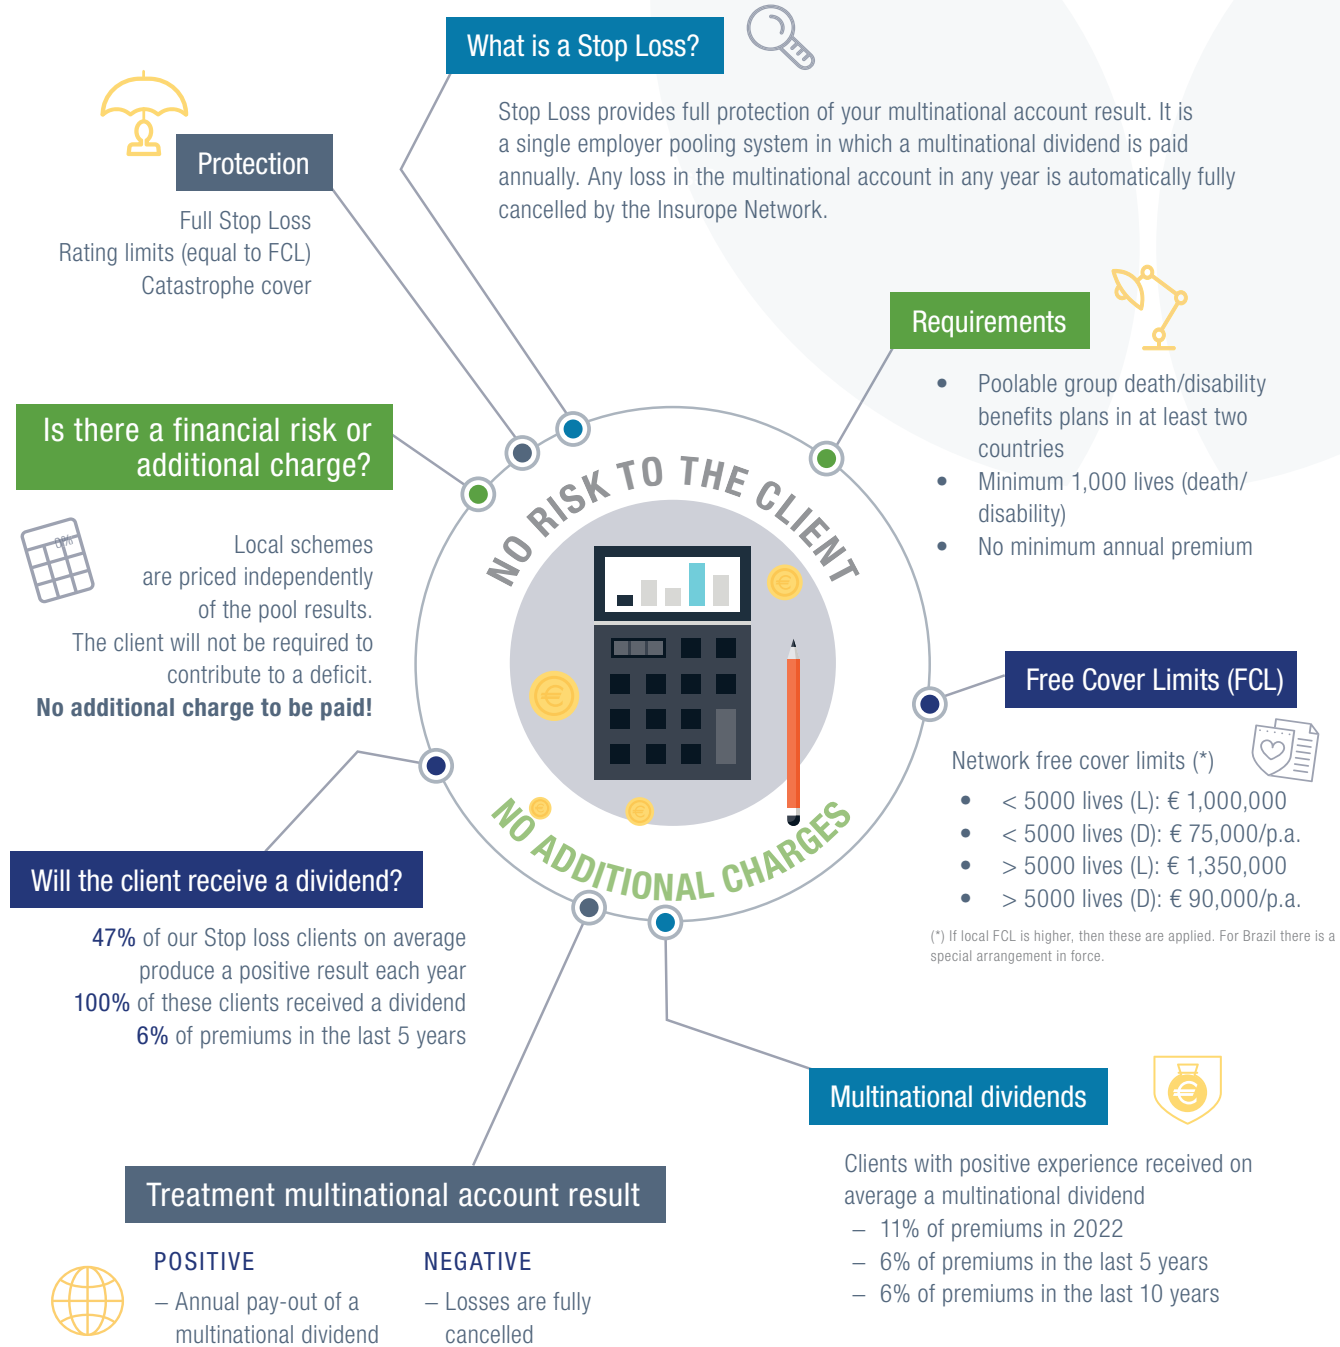 What is a Stop Loss?
Stop Loss provides full protection of your multinational account result. It is
a single employer pooling system in which a multinational dividend is paid
annually. Any loss in the multinational account in any year is automatically fully
cancelled by the Insurope Network.
Protection
Full Stop Loss
Rating limits (equal to FCL)
Catastrophe cover
Requirements
• Poolable group death/disability
benefits plans in at least two
countries
• Minimum 1,000 lives (death/
disability)
• No minimum annual premium
Is there a financial risk or
additional charge?
0%
Local schemes
are priced independently
of the pool results.
The client will not be required to
contribute to a deficit.
No additional charge to be paid!
NO RISK TO THE CLIENT
€
€
€
€
NO ADDITIONAL CHARGES
Free Cover Limits (FCL)
Network free cover limits (*)
• < 5000 lives (L): € 1,000,000
• < 5000 lives (D): € 75,000/p.a.
• > 5000 lives (L): € 1,350,000
• > 5000 lives (D): € 90,000/p.a.
(*) If local FCL is higher, then these are applied. For Brazil there is a
special arrangement in force.
Will the client receive a dividend?
47% of our Stop loss clients on average
produce a positive result each year
100% of these clients received a dividend
6% of premiums in the last 5 years
Multinational dividends
€
Clients with positive experience received on
average a multinational dividend
– 11% of premiums in 2022
– 6% of premiums in the last 5 years
– 6% of premiums in the last 10 years
Treatment multinational account result
POSITIVE
– Annual pay-out of a
multinational dividend
NEGATIVE
– Losses are fully
cancelled